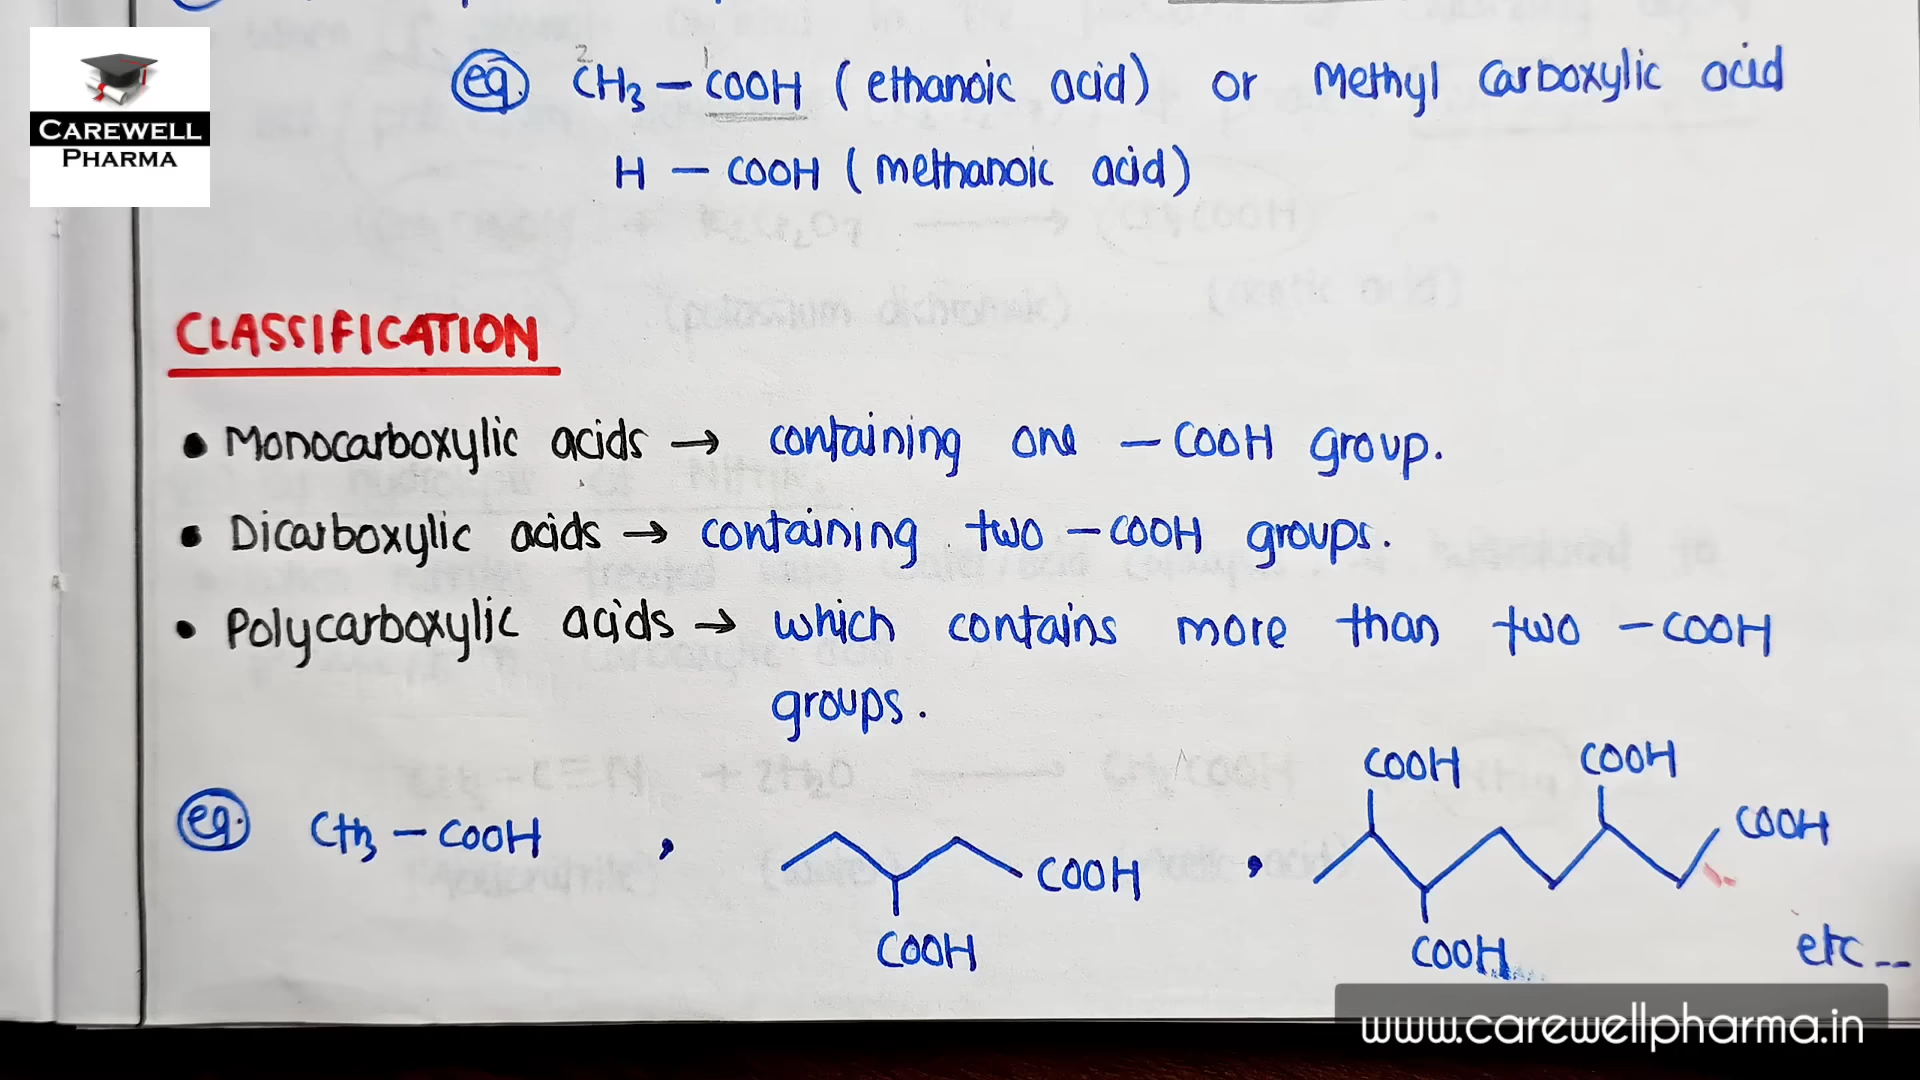 CAREWELL
PHARMA
eg. CH3 – COOH (ethanoic acid) or Methyl carboxylic acid
2 1
H – COOH (methanoic acid)
CLASSIFICATION
• Monocarboxylic acids → containing one – COOH group.
• Dicarboxylic acids → containing two – COOH groups.
• Polycarboxylic acids → which contains more than two – COOH
groups.
COOH COOH
eg. CH3 – COOH , COOH , COOH
COOH COOH etc --
www.carewellpharma.in